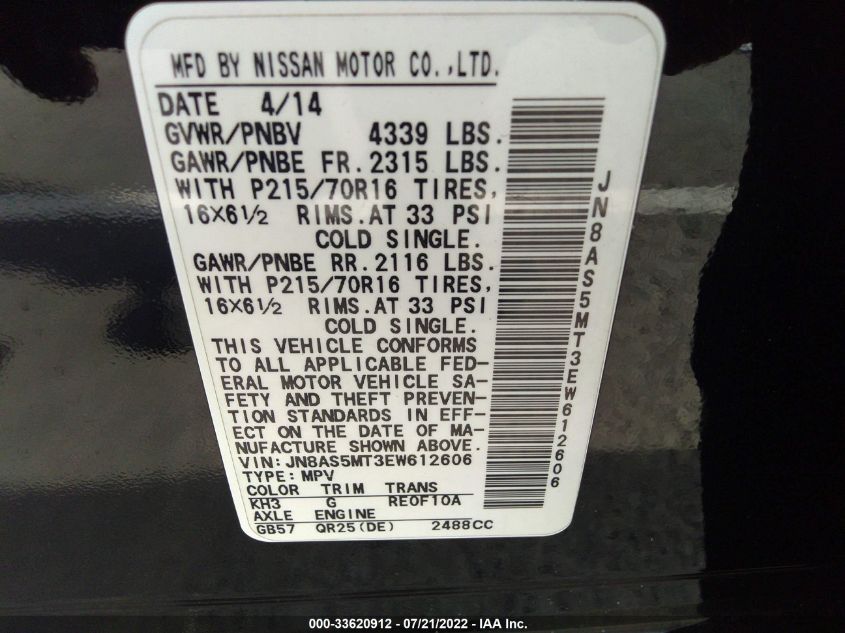 MFD BY NISSAN MOTOR CO.,LTD.
DATE 4/14
GVWR/PNBV 4339 LBS.
GAWR/PNBE FR.2315 LBS.
WITH P215/70R16 TIRES,
16X6½ RIMS.AT 33 PSI
COLD SINGLE.
GAWR/PNBE RR.2116 LBS.
WITH P215/70R16 TIRES,
16X6½ RIMS.AT 33 PSI
COLD SINGLE.
THIS VEHICLE CONFORMS
TO ALL APPLICABLE FED-
ERAL MOTOR VEHICLE SA-
FETY AND THEFT PREVEN-
TION STANDARDS IN EFF-
ECT ON THE DATE OF MA-
NUFACTURE SHOWN ABOVE.
VIN:JN8AS5MT3EW612606
TYPE:MPV
COLOR TRIM TRANS
KH3 G RE0F10A
AXLE ENGINE
GB57 QR25(DE) 2488CC
JN8AS5MT3EW612606
000-33620912 - 07/21/2022 - IAA Inc.